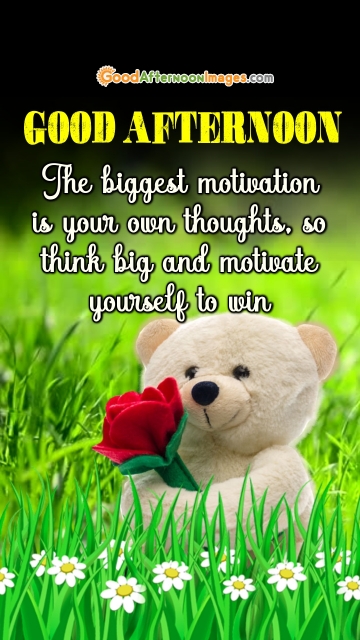 GoodAfternoonImages.com
GOOD AFTERNOON
The biggest motivation
is your own thoughts, so
think big and motivate
yourself to win